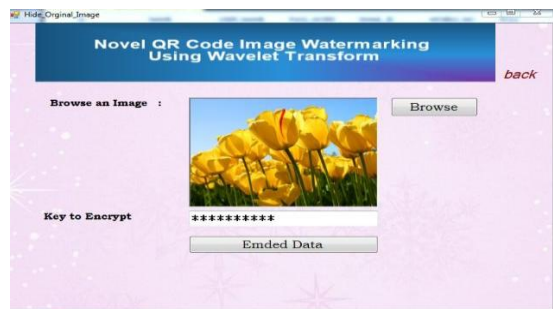 Hide_Orginal_Image
Novel QR Code Image Watermarking
Using Wavelet Transform
back
Browse an Image :
Browse
Key to Encrypt
**********
Emded Data